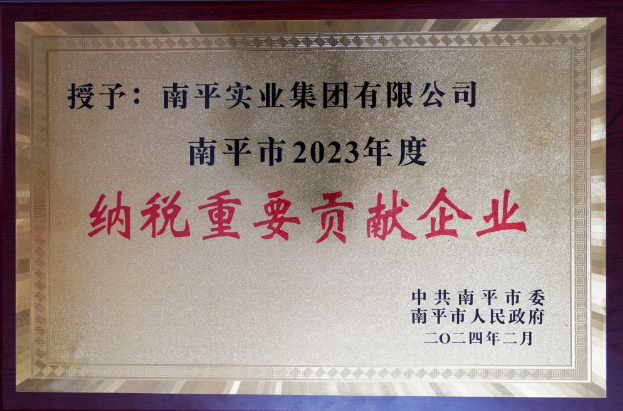 授予：南平实业集团有限公司
南平市2023年度
纳税重要贡献企业
中共南平市委
南平市人民政府
二〇二四年二月